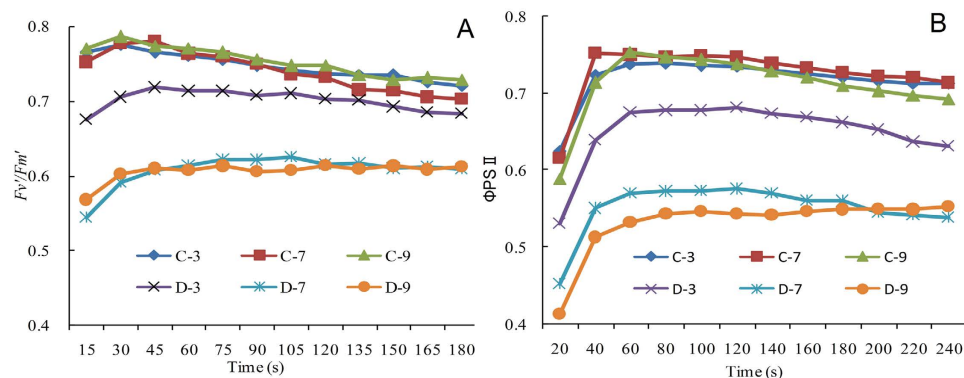 A
0.8
0.7
0.6
0.5
0.4
Fv'/Fm'
C-3 C-7 C-9
D-3 D-7 D-9
15 30 45 60 75 90 105 120 135 150 165 180
Time (s)
B
0.8
0.7
0.6
0.5
0.4
ΦPS II
C-3 C-7 C-9
D-3 D-7 D-9
20 40 60 80 100 120 140 160 180 200 220 240
Time (s)